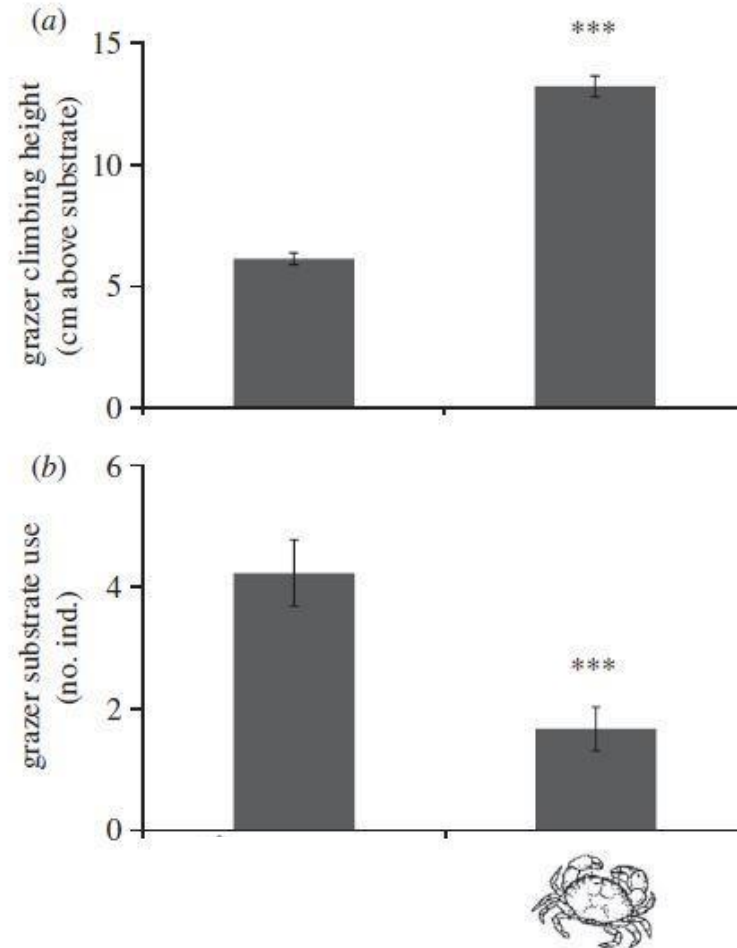 (a)
***
15
10
5
0
grazer climbing height
(cm above substrate)
(b)
6
4
***
2
0
grazer substrate use
(no. ind.)